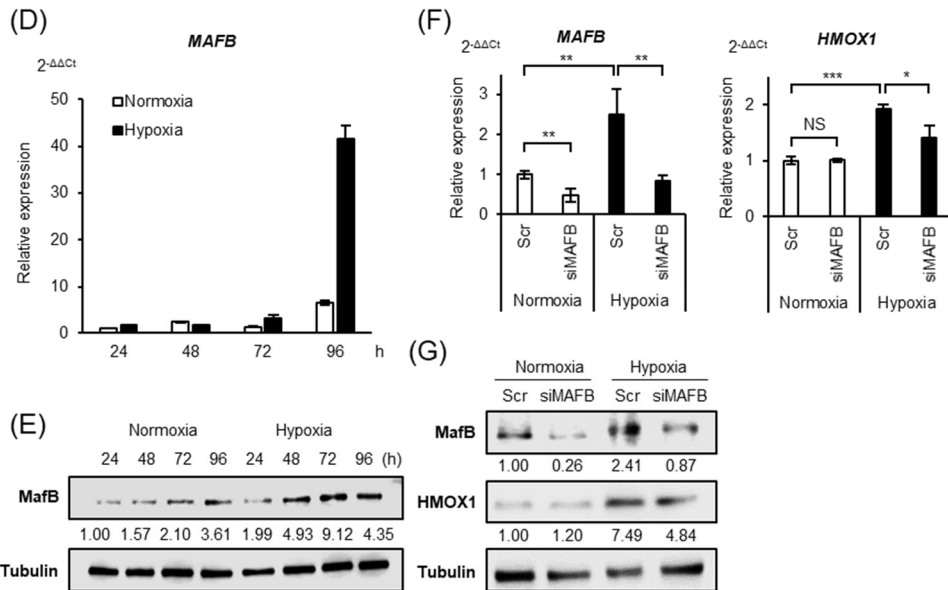 (D)
MAFB
2-ΔΔCt
Relative expression
50
40
30
20
10
0
Normoxia
Hypoxia
24 48 72 96 h
(F)
MAFB
2-ΔΔCt
Relative expression
3
2
1
0
** **
**
Scr siMAFB Scr siMAFB
Normoxia Hypoxia
HMOX1
2-ΔΔCt
Relative expression
2
1
0
*** *
NS
Scr siMAFB Scr siMAFB
Normoxia Hypoxia
(E)
Normoxia Hypoxia
24 48 72 96 24 48 72 96 (h)
MafB
1.00 1.57 2.10 3.61 1.99 4.93 9.12 4.35
Tubulin
(G)
Normoxia Hypoxia
Scr siMAFB Scr siMAFB
MafB
1.00 0.26 2.41 0.87
HMOX1
1.00 1.20 7.49 4.84
Tubulin